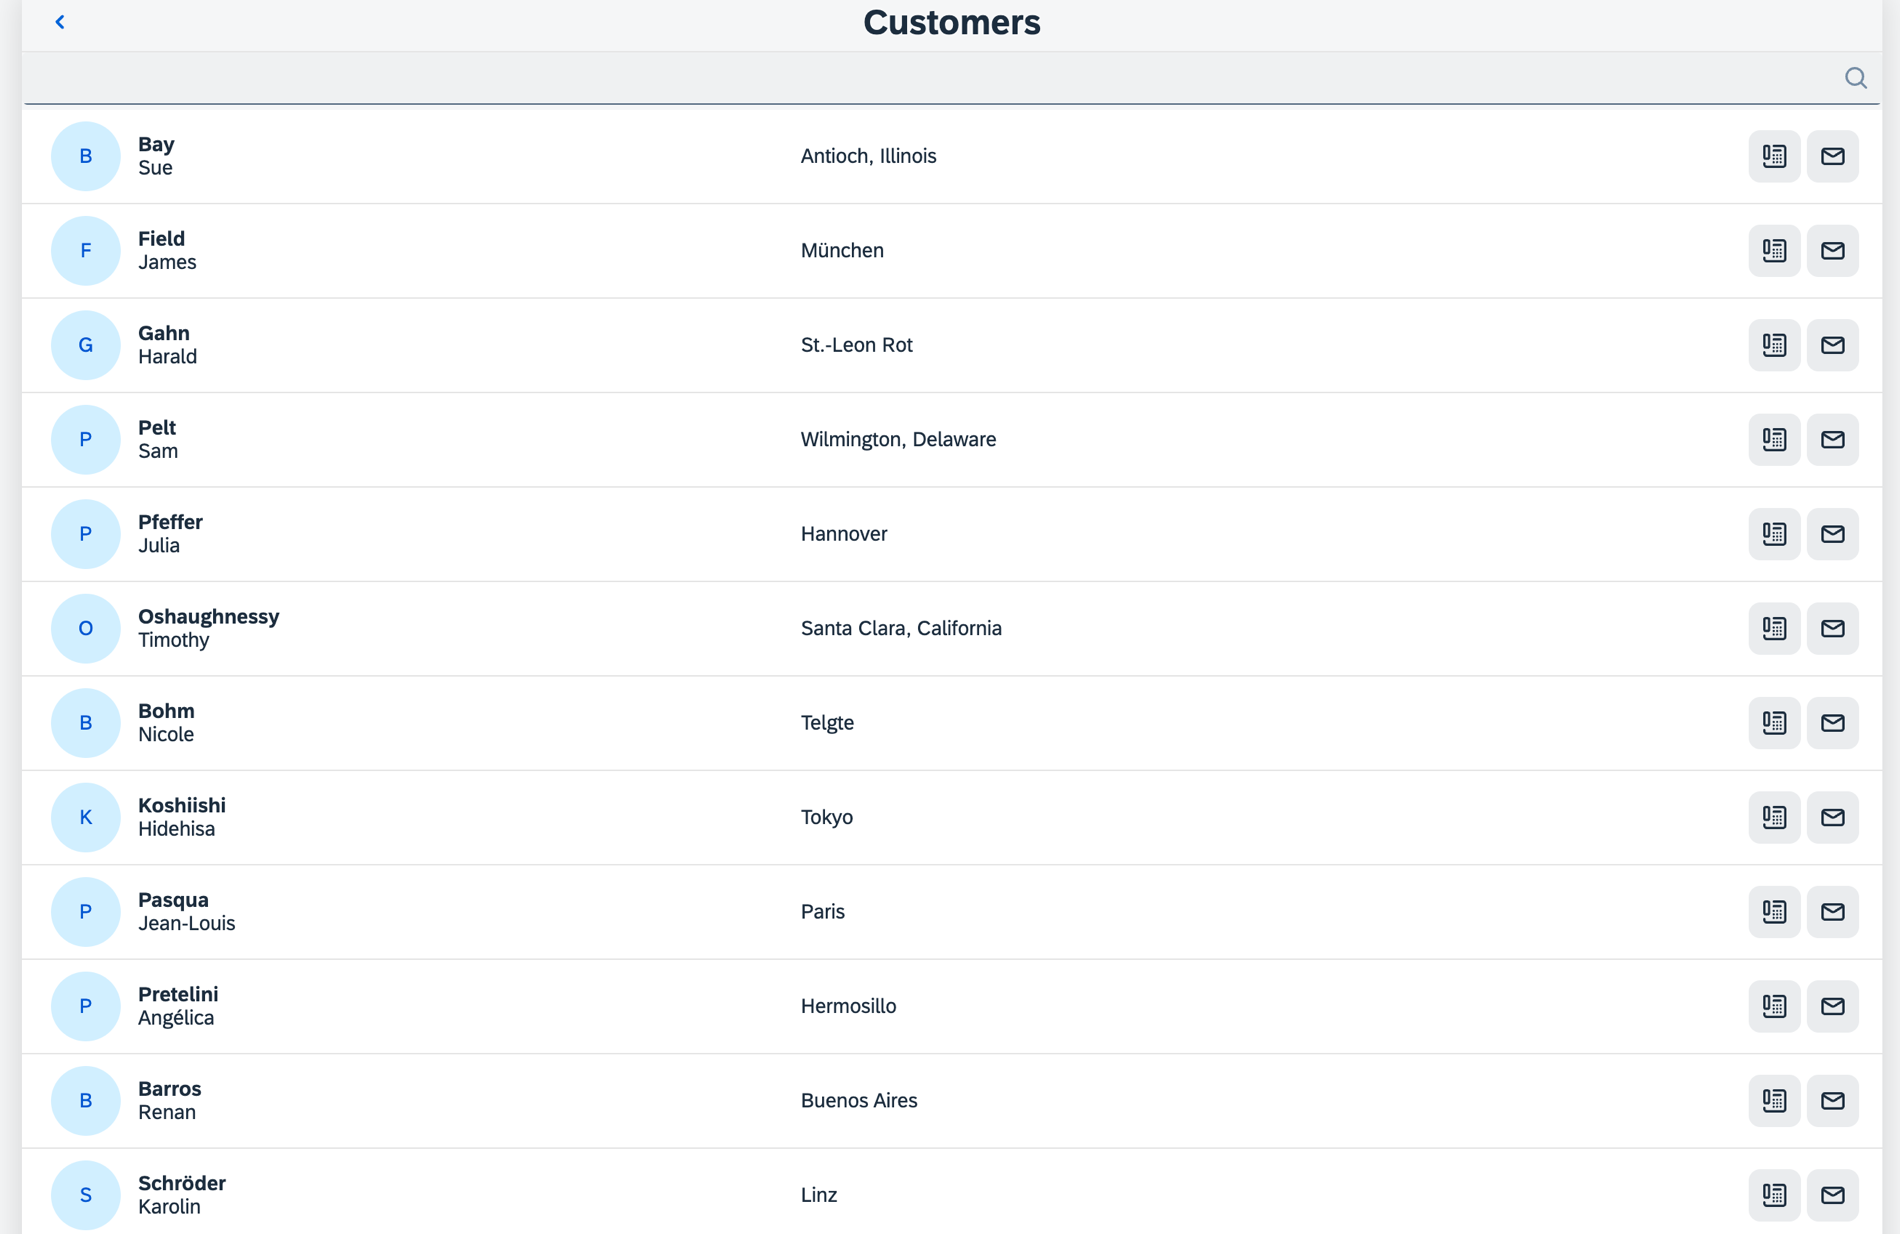 Customers
B
Bay
Sue
Antioch, Illinois
F
Field
James
München
G
Gahn
Harald
St.-Leon Rot
P
Pelt
Sam
Wilmington, Delaware
P
Pfeffer
Julia
Hannover
O
Oshaughnessy
Timothy
Santa Clara, California
B
Bohm
Nicole
Telgte
K
Koshiishi
Hidehisa
Tokyo
P
Pasqua
Jean-Louis
Paris
P
Pretelini
Angélica
Hermosillo
B
Barros
Renan
Buenos Aires
S
Schröder
Karolin
Linz